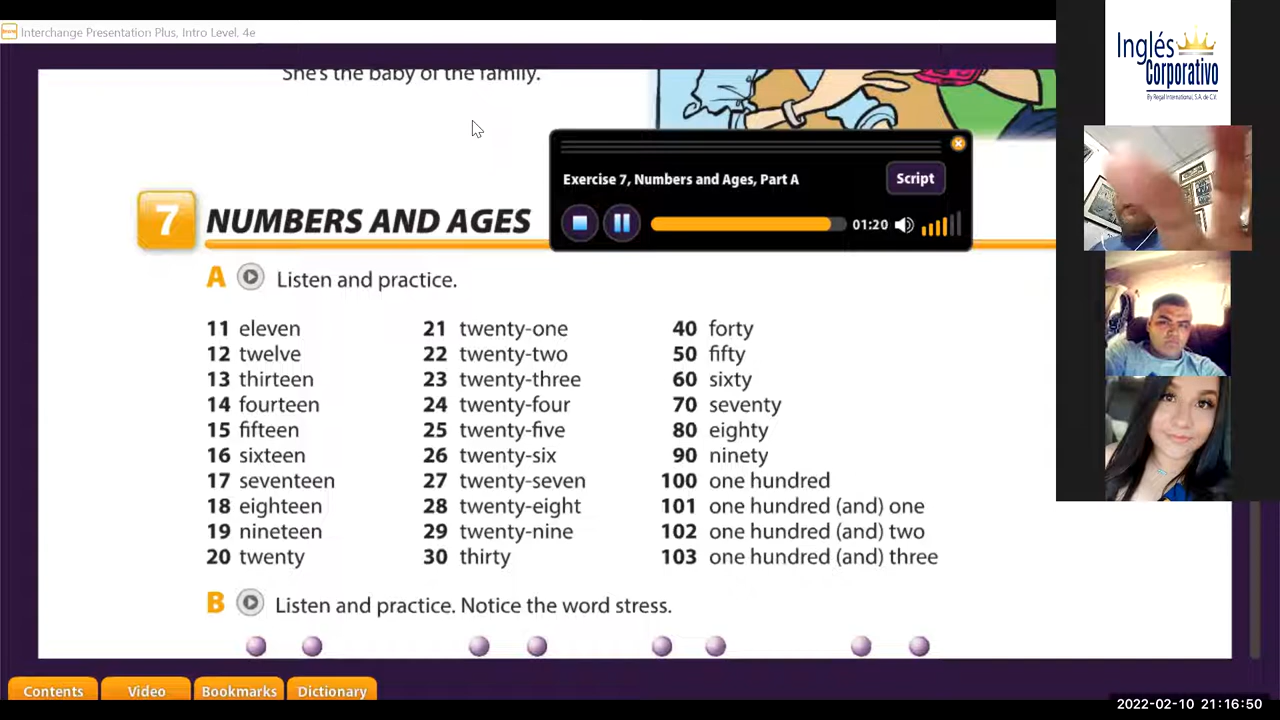 Interchange Presentation Plus, Intro Level, 4e
She's the baby of the family.
Inglés
Corporativo
By Regal International, S.A. de C.V.
Exercise 7, Numbers and Ages, Part A
Script
01:20
7 NUMBERS AND AGES
A Listen and practice.
11 eleven 21 twenty-one 40 forty
12 twelve 22 twenty-two 50 fifty
13 thirteen 23 twenty-three 60 sixty
14 fourteen 24 twenty-four 70 seventy
15 fifteen 25 twenty-five 80 eighty
16 sixteen 26 twenty-six 90 ninety
17 seventeen 27 twenty-seven 100 one hundred
18 eighteen 28 twenty-eight 101 one hundred (and) one
19 nineteen 29 twenty-nine 102 one hundred (and) two
20 twenty 30 thirty 103 one hundred (and) three
B Listen and practice. Notice the word stress.
Contents Video Bookmarks Dictionary
2022-02-10 21:16:50